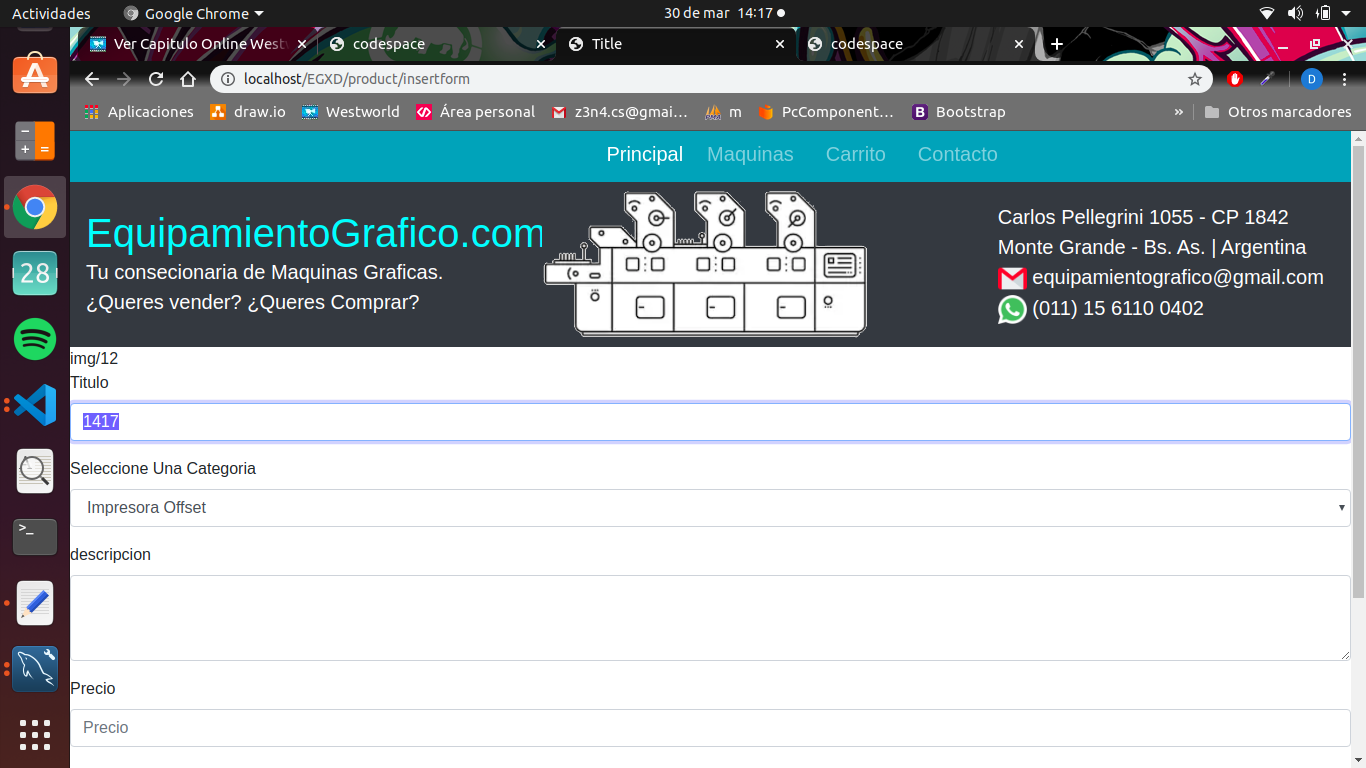 Actividades Google Chrome 30 de mar 14:17
Ver Capitulo Online Westw codespace Title codespace
localhost/EGXD/product/insertform D
Aplicaciones draw.io Westworld Área personal z3n4.cs@gmai... m PcComponent... B Bootstrap » Otros marcadores
Principal Maquinas Carrito Contacto
EquipamientoGrafico.com
Tu consecionaria de Maquinas Graficas.
¿Queres vender? ¿Queres Comprar?
Carlos Pellegrini 1055 - CP 1842
Monte Grande - Bs. As. | Argentina
equipamientografico@gmail.com
(011) 15 6110 0402
28
>_
img/12
Titulo
1417
Seleccione Una Categoria
Impresora Offset
descripcion
Precio
Precio